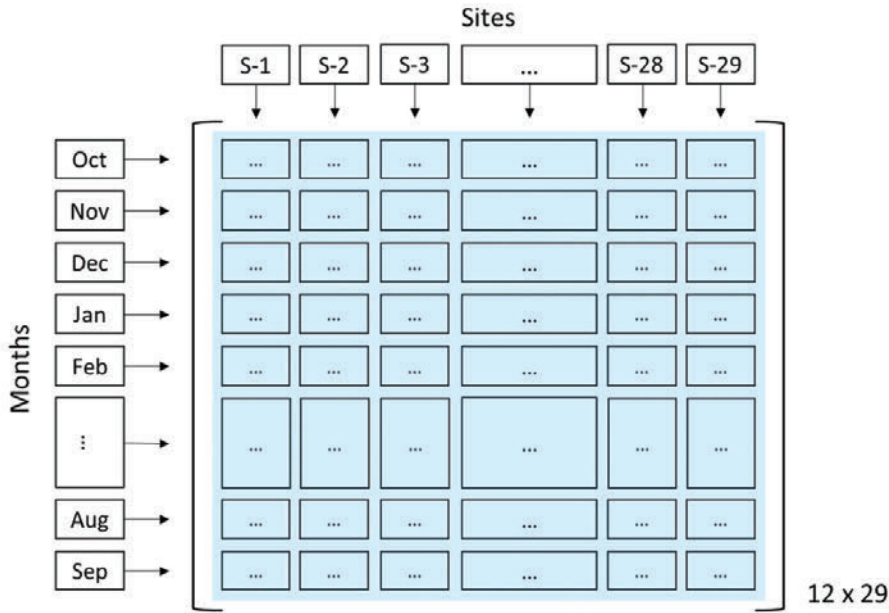 Sites
S-1 S-2 S-3 ... S-28 S-29
Months
Oct ... ... ... ... ... ...
Nov ... ... ... ... ... ...
Dec ... ... ... ... ... ...
Jan ... ... ... ... ... ...
Feb ... ... ... ... ... ...
⋮ ... ... ... ... ... ...
Aug ... ... ... ... ... ...
Sep ... ... ... ... ... ...
12 x 29